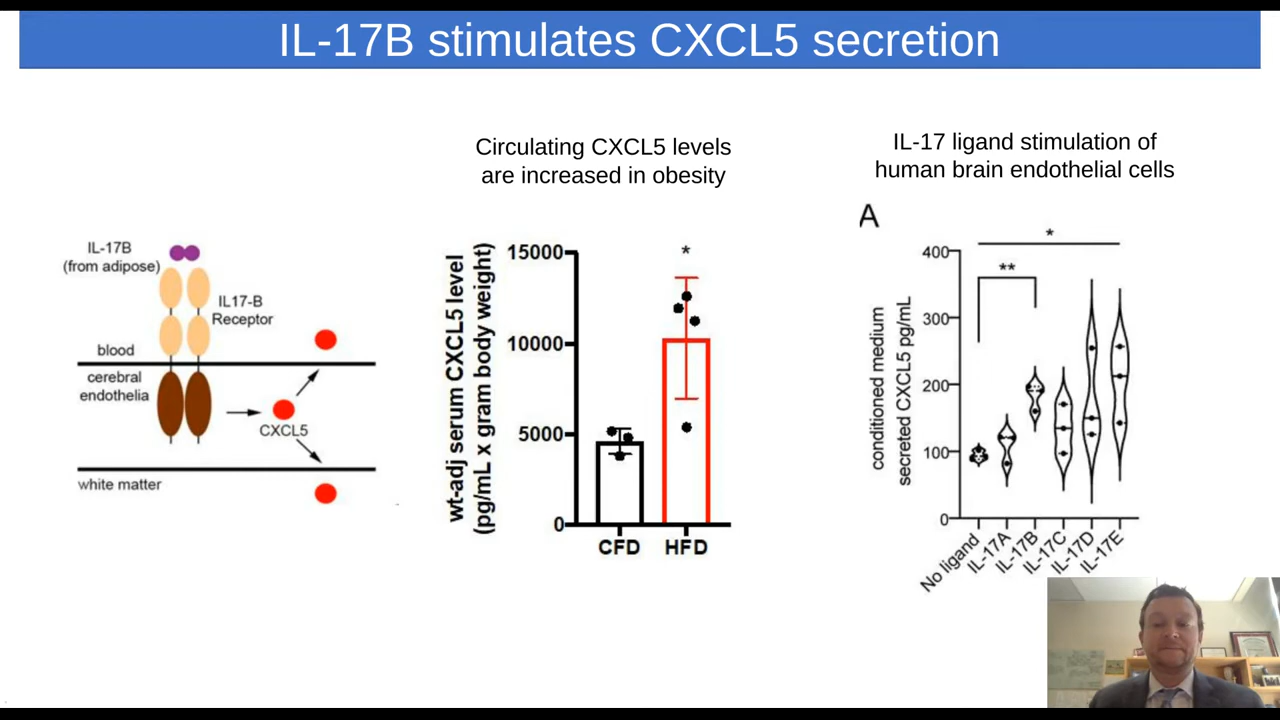 IL-17B stimulates CXCL5 secretion
IL-17B
(from adipose)
IL17-B
Receptor
blood
cerebral
endothelia
CXCL5
white matter
Circulating CXCL5 levels
are increased in obesity
wt-adj serum CXCL5 level
(pg/mL x gram body weight)
15000
*
10000
5000
0
CFD HFD
IL-17 ligand stimulation of
human brain endothelial cells
A
conditioned medium
secreted CXCL5 pg/mL
*
**
400
300
200
100
0
No ligand
IL-17A
IL-17B
IL-17C
IL-17D
IL-17E